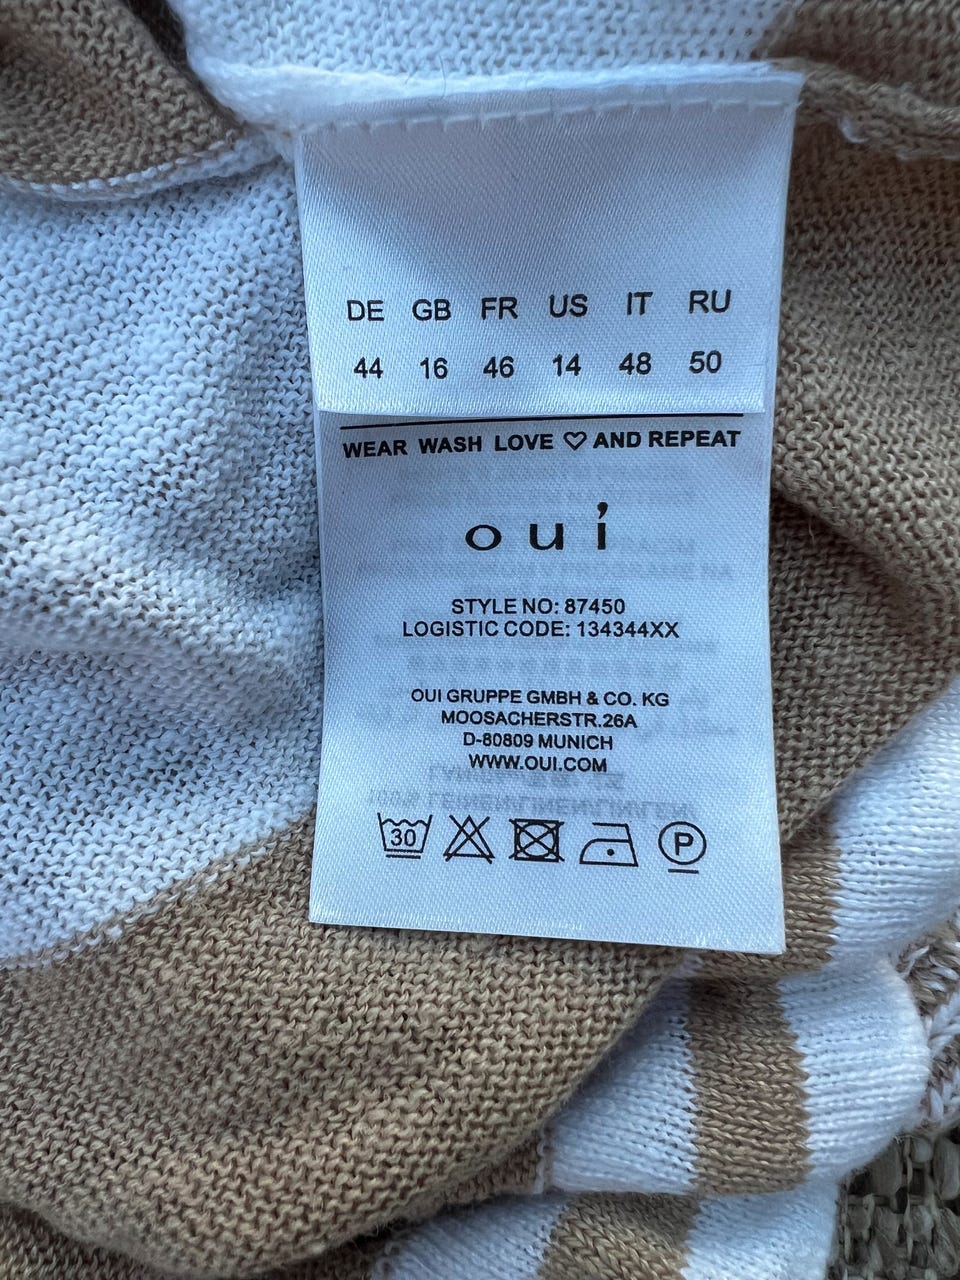 DE GB FR US IT RU
44 16 46 14 48 50
WEAR WASH LOVE ♡ AND REPEAT
oui
STYLE NO: 87450
LOGISTIC CODE: 134344XX
OUI GRUPPE GMBH & CO. KG
MOOSACHERSTR.26A
D-80809 MUNICH
WWW.OUI.COM
30 P